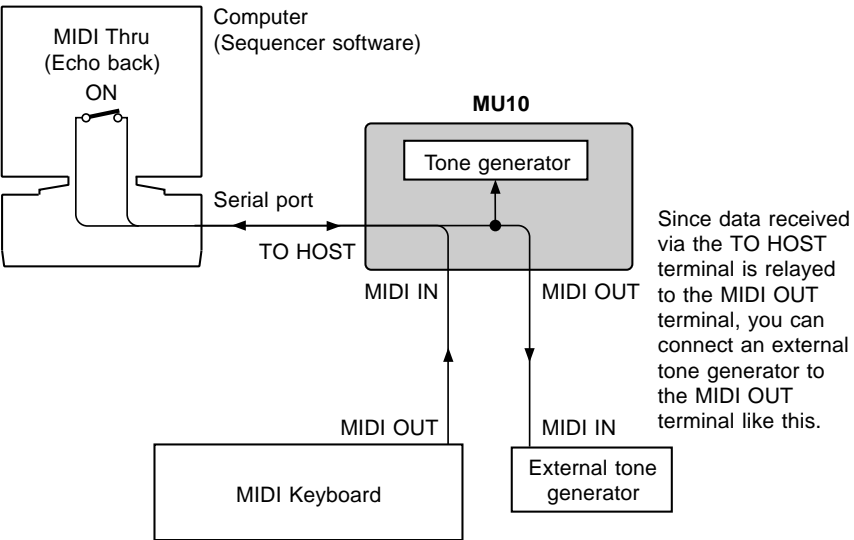 Computer
(Sequencer software)
MIDI Thru
(Echo back)
ON
MU10
Tone generator
Serial port
TO HOST
MIDI IN
MIDI OUT
Since data received
via the TO HOST
terminal is relayed
to the MIDI OUT
terminal, you can
connect an external
tone generator to
the MIDI OUT
terminal like this.
MIDI OUT
MIDI IN
MIDI Keyboard
External tone
generator